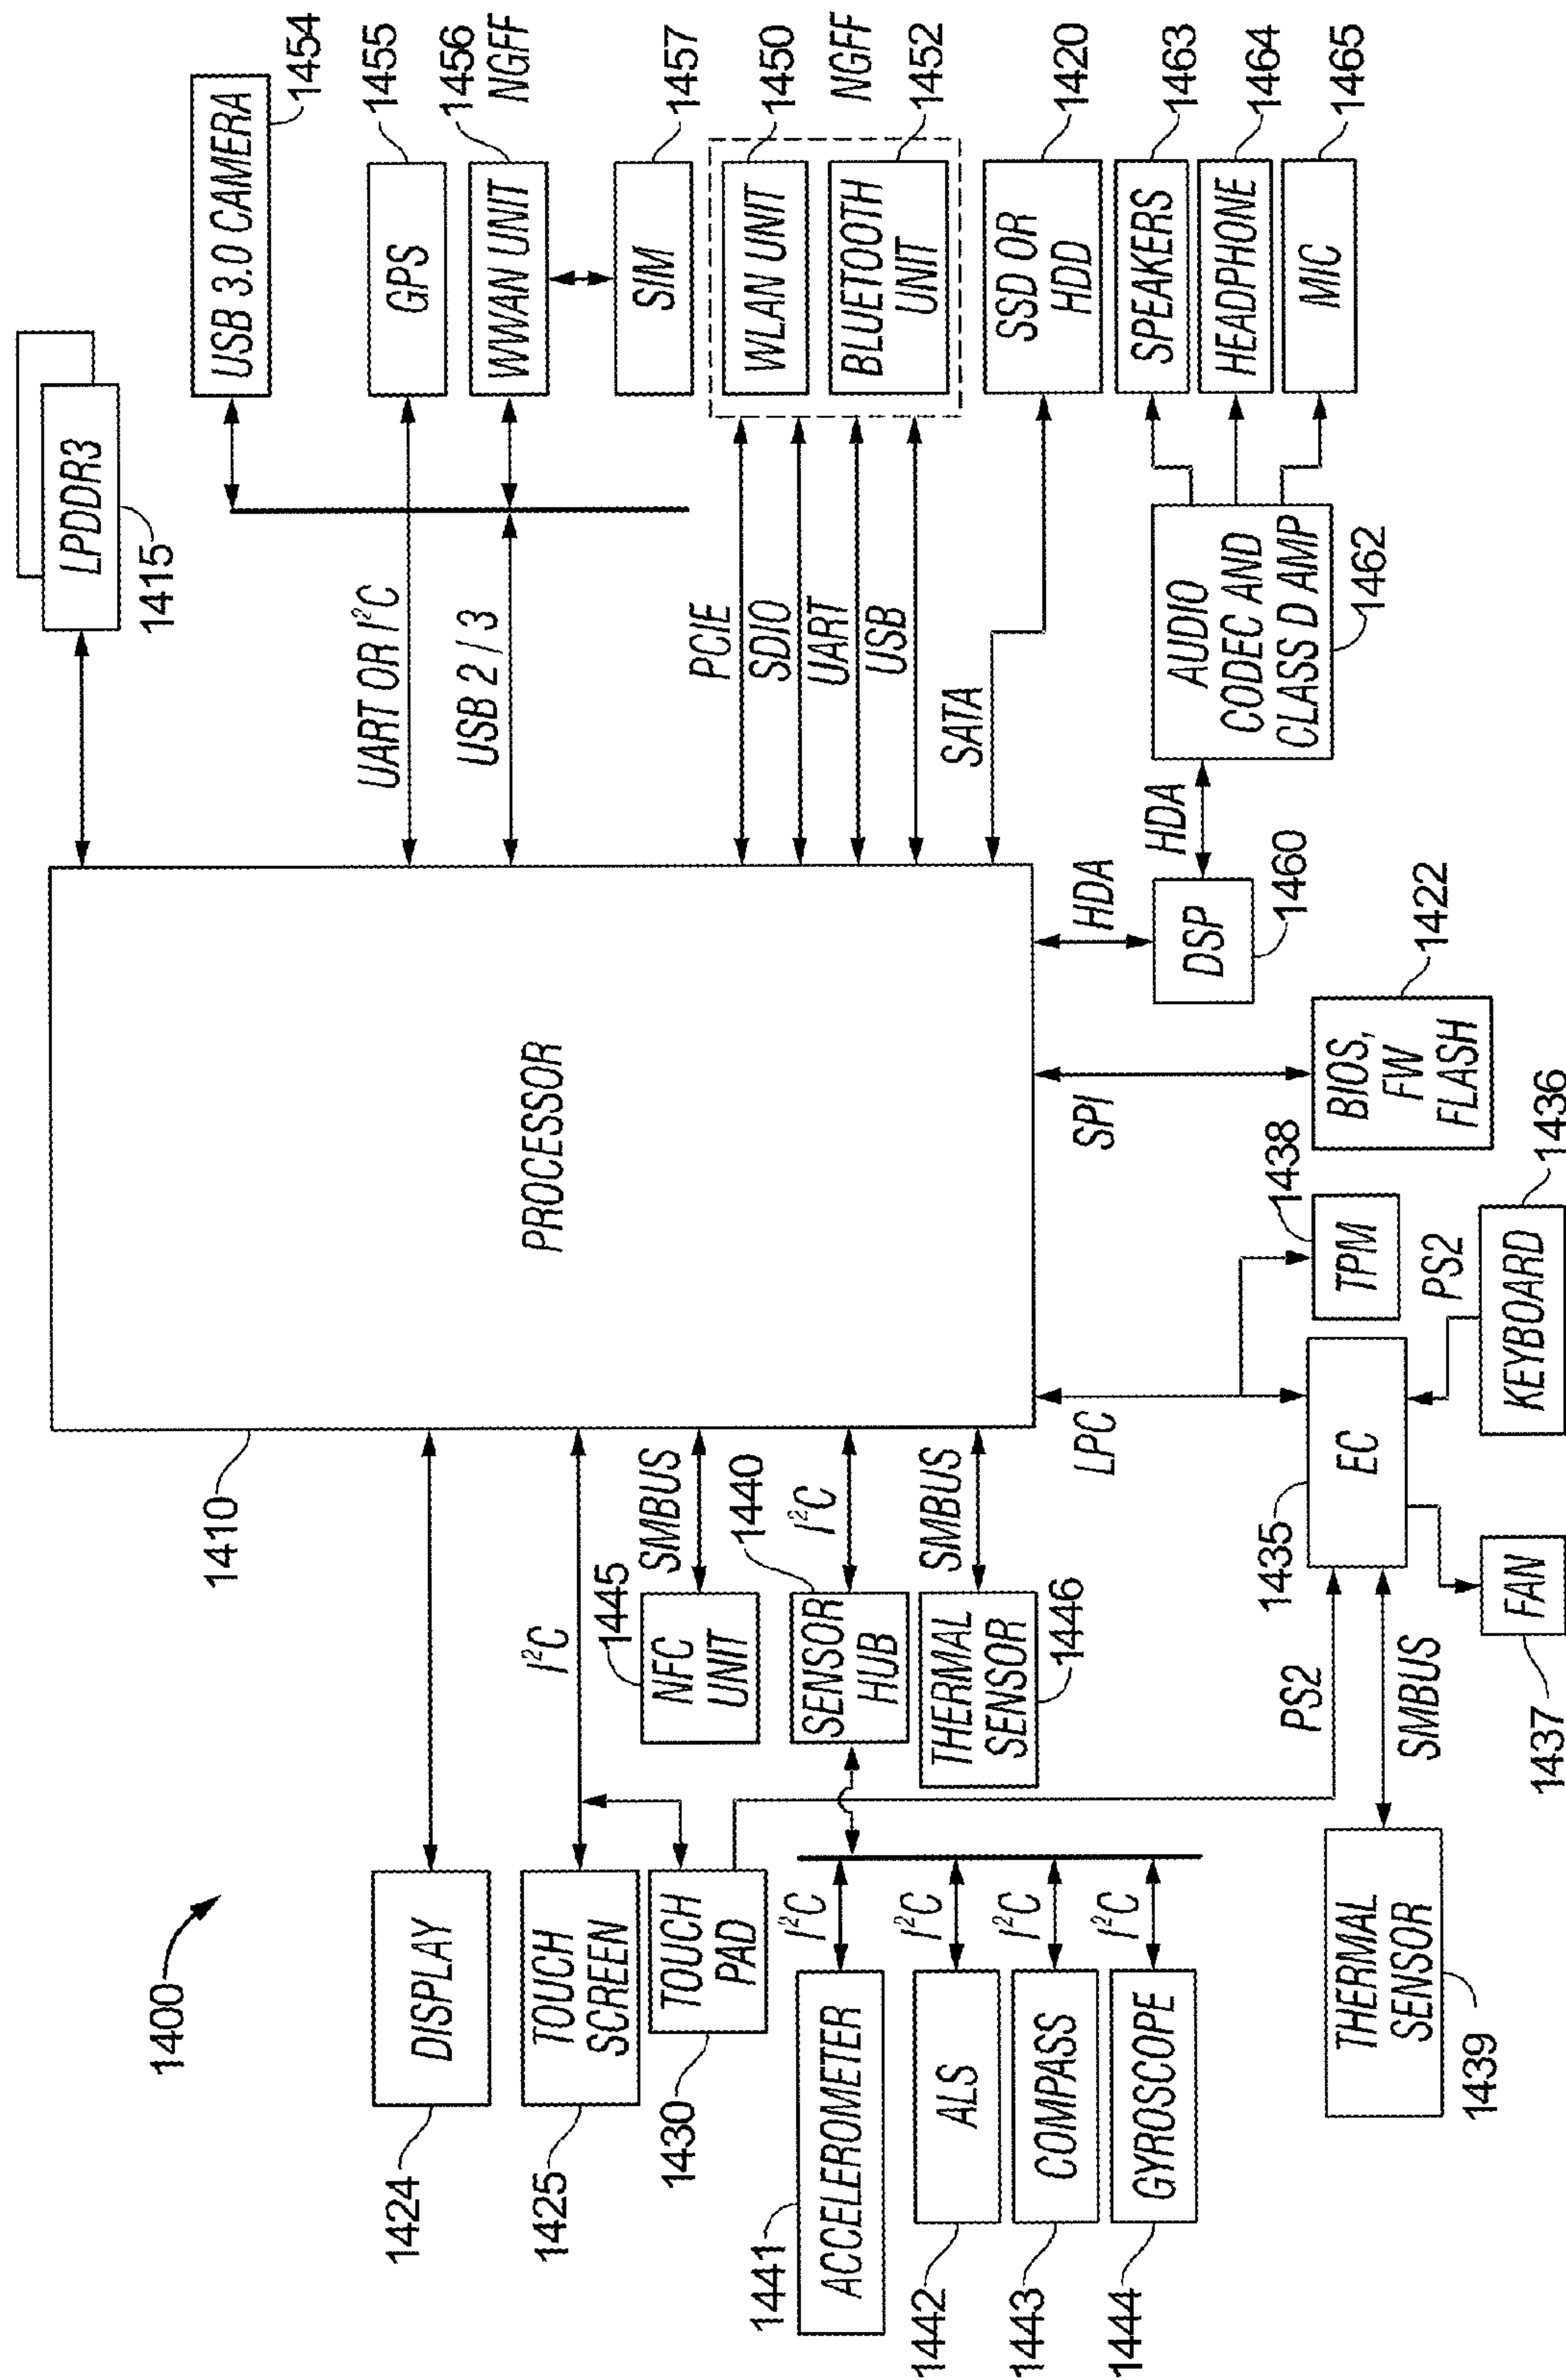 1400
LPDDR3
1415
USB 3.0 CAMERA
1454
1410
PROCESSOR
DISPLAY
1424
UART OR I²C
GPS
1455
USB 2 / 3
WWAN UNIT
1456
NGFF
SIM
1457
I²C
TOUCH
SCREEN
1425
TOUCH
PAD
1430
SMBUS
1445
NFC
UNIT
PCIE
SDIO
UART
USB
WLAN UNIT
1450
BLUETOOTH
UNIT
NGFF
1452
1440
I²C
SENSOR
HUB
SMBUS
THERMAL
SENSOR
1446
SATA
SSD OR
HDD
1420
I²C
ACCELEROMETER
1441
I²C
ALS
1442
I²C
COMPASS
1443
I²C
GYROSCOPE
1444
LPC
SPI
HDA
DSP
1460
HDA
AUDIO
CODEC AND
CLASS D AMP
1462
SPEAKERS
1463
HEADPHONE
1464
MIC
1465
1438
TPM
BIOS,
FW
FLASH
1422
PS2
1435
EC
PS2
KEYBOARD
1436
THERMAL
SENSOR
1439
SMBUS
FAN
1437